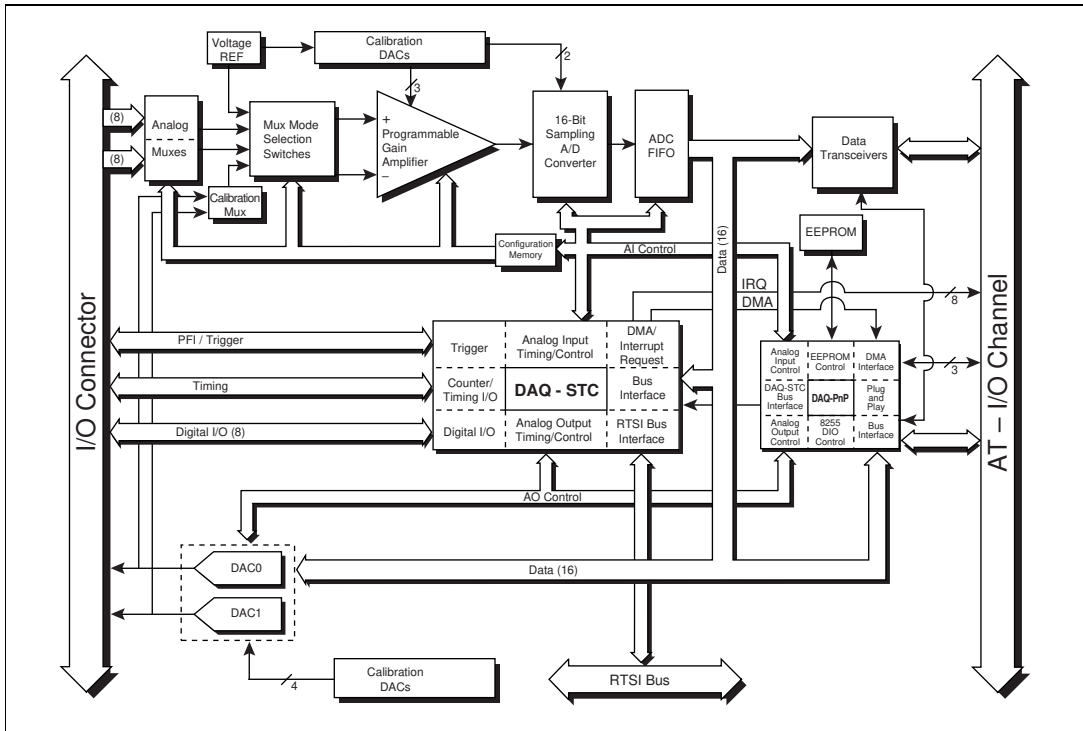 Voltage
REF
Calibration
DACs
2
3
(8)
(8)
Analog
Muxes
Mux Mode
Selection
Switches
+
Programmable
Gain
Amplifier
–
16-Bit
Sampling
A/D
Converter
ADC
FIFO
Data
Transceivers
Calibration
Mux
Configuration
Memory
AI Control
Data (16)
EEPROM
IRQ
DMA
8
I/O Connector
AT – I/O Channel
PFI / Trigger
Timing
Digital I/O (8)
Trigger
Analog Input
Timing/Control
DMA/
Interrupt
Request
Counter/
Timing I/O
DAQ - STC
Bus
Interface
Digital I/O
Analog Output
Timing/Control
RTSI Bus
Interface
Analog
Input
Control
EEPROM
Control
DMA
Interface
DAQ-STC
Bus
Interface
DAQ-PnP
Plug
and
Play
Analog
Output
Control
8255
DIO
Control
Bus
Interface
3
AO Control
DAC0
Data (16)
DAC1
4
Calibration
DACs
RTSI Bus